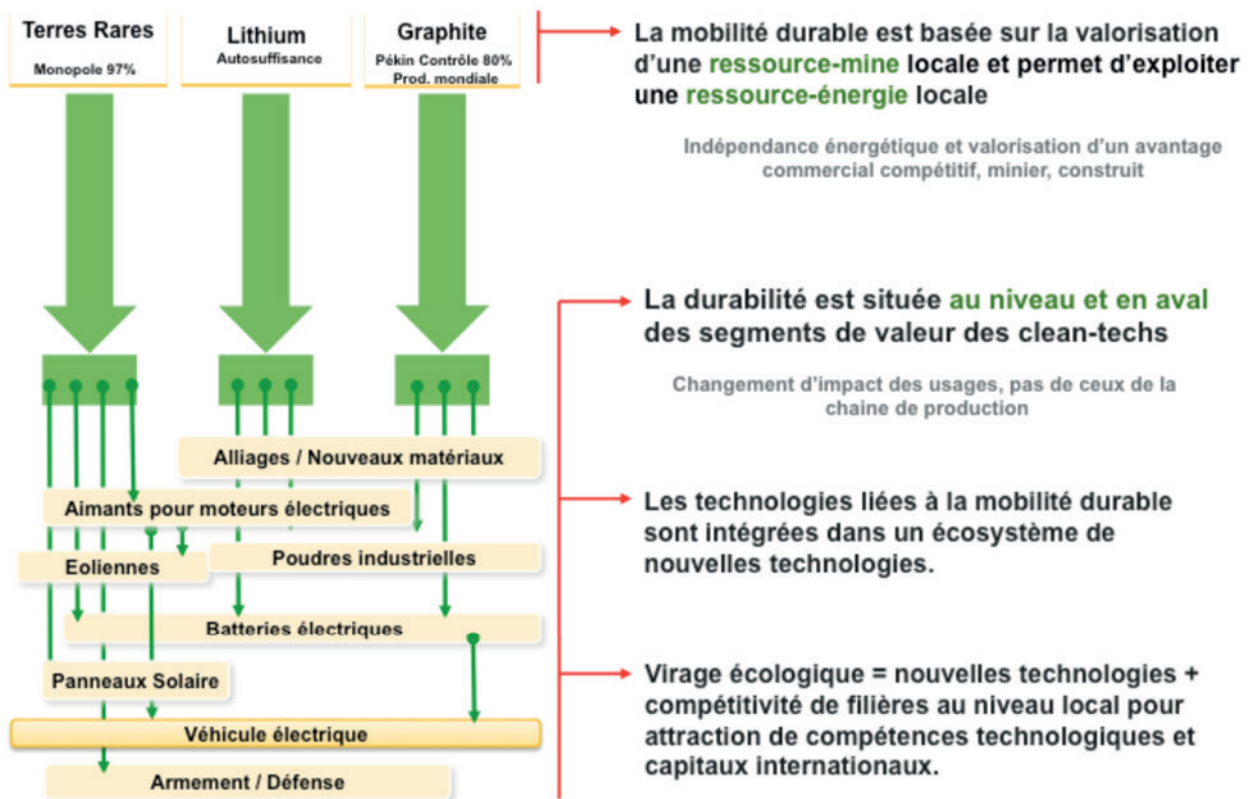 Terres Rares
Monopole 97%
Lithium
Autosuffisance
Graphite
Pékin Contrôle 80%
Prod. mondiale
La mobilité durable est basée sur la valorisation
d'une ressource-mine locale et permet d'exploiter
une ressource-énergie locale
Indépendance énergétique et valorisation d'un avantage
commercial compétitif, minier, construit
La durabilité est située au niveau et en aval
des segments de valeur des clean-techs
Changement d'impact des usages, pas de ceux de la
chaine de production
Alliages / Nouveaux matériaux
Aimants pour moteurs électriques
Eoliennes
Poudres industrielles
Batteries électriques
Panneaux Solaire
Véhicule électrique
Armement / Défense
Les technologies liées à la mobilité durable
sont intégrées dans un écosystème de
nouvelles technologies.
Virage écologique = nouvelles technologies +
compétitivité de filières au niveau local pour
attraction de compétences technologiques et
capitaux internationaux.